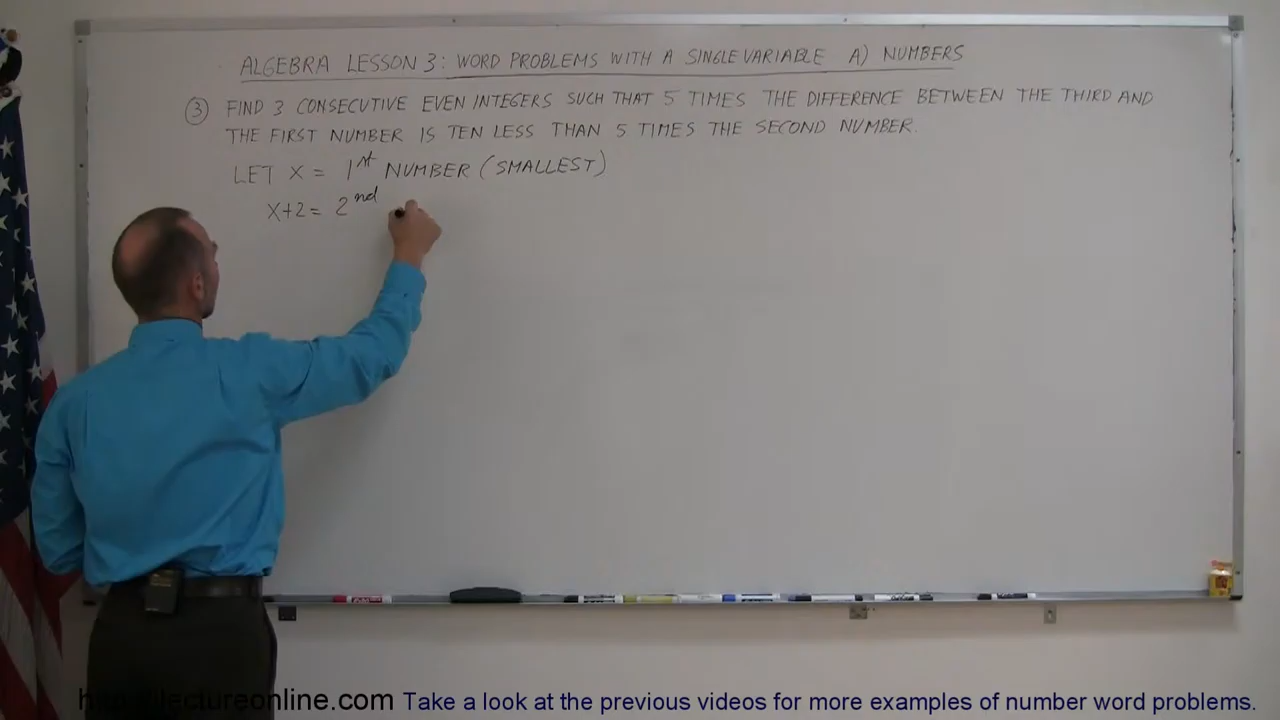 ALGEBRA LESSON 3: WORD PROBLEMS WITH A SINGLE VARIABLE A) NUMBERS
③ FIND 3 CONSECUTIVE EVEN INTEGERS SUCH THAT 5 TIMES THE DIFFERENCE BETWEEN THE THIRD AND
THE FIRST NUMBER IS TEN LESS THAN 5 TIMES THE SECOND NUMBER.
LET X = 1st NUMBER (SMALLEST)
X+2 = 2nd
lectureonline.com Take a look at the previous videos for more examples of number word problems.